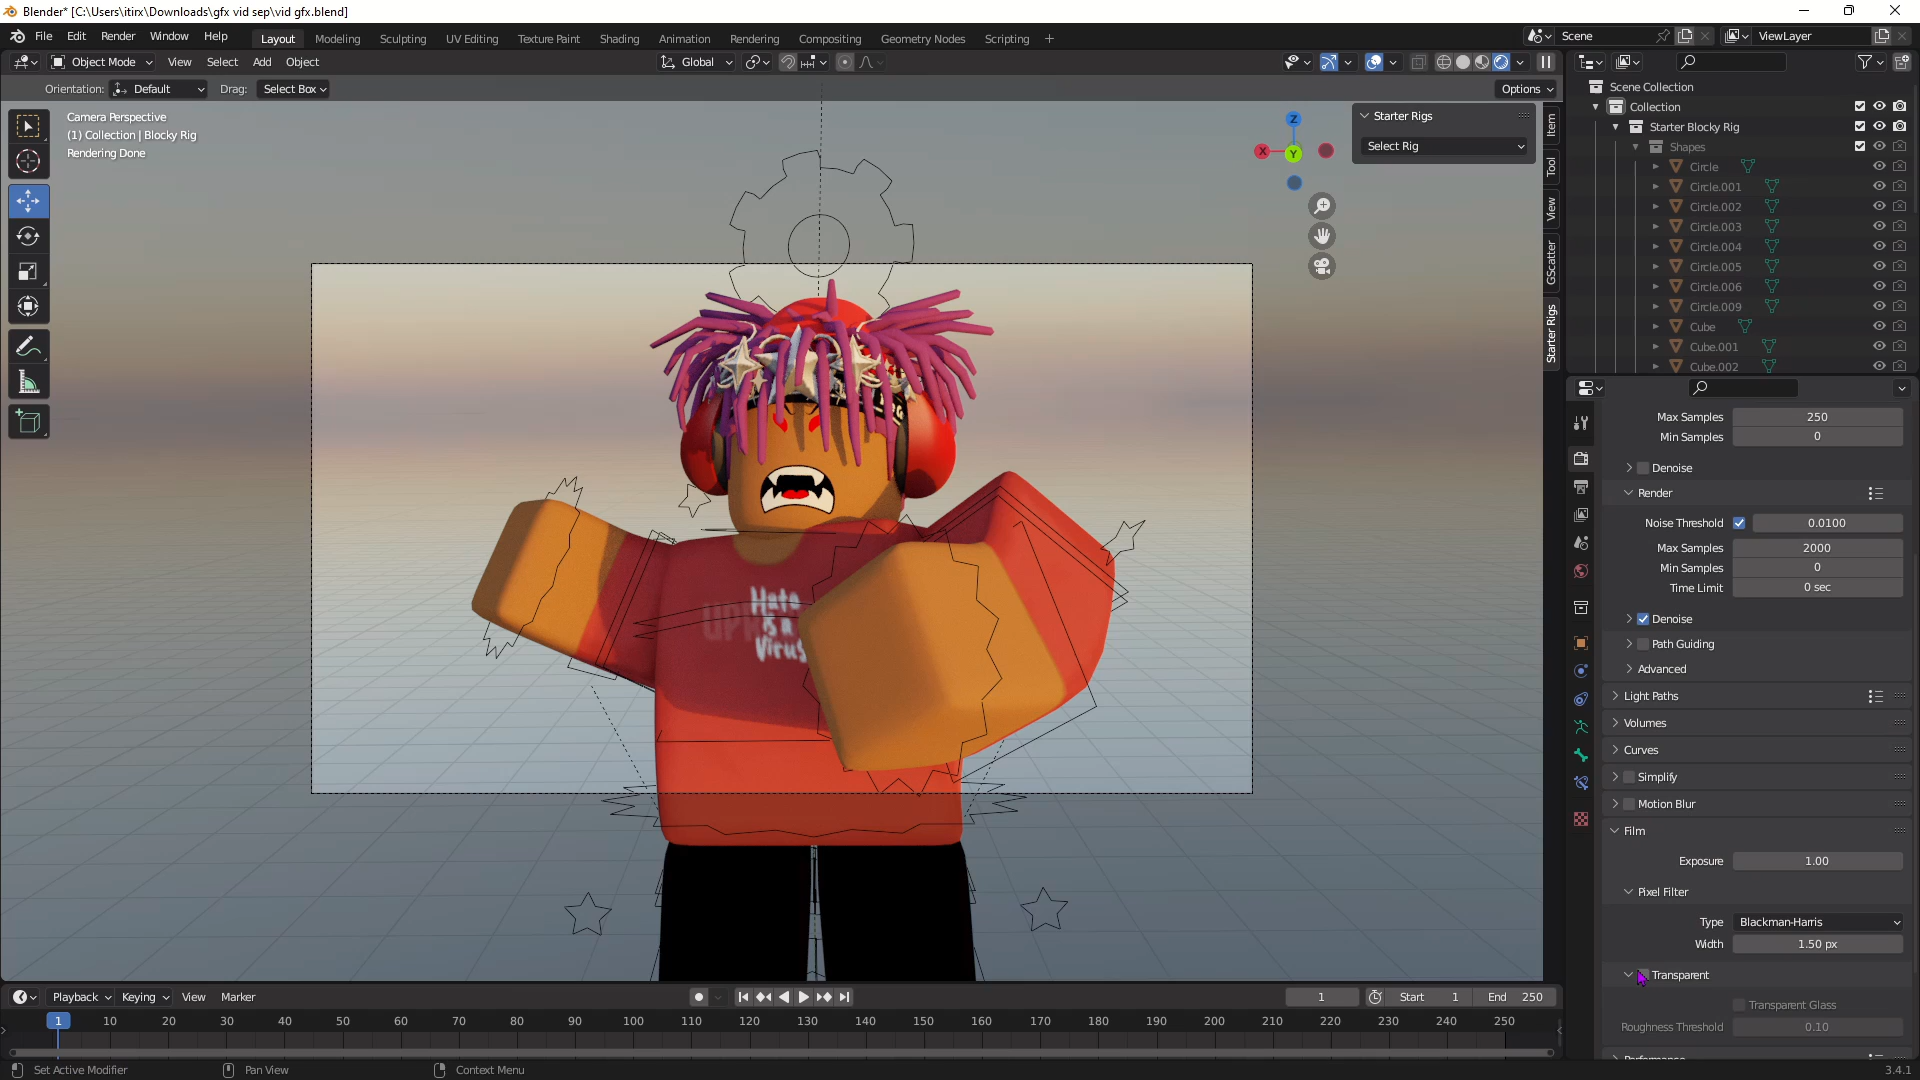 Blender* [C:\Users\itirx\Downloads\gfx vid sep\vid gfx.blend]
File Edit Render Window Help Layout Modeling Sculpting UV Editing Texture Paint Shading Animation Rendering Compositing Geometry Nodes Scripting + Scene ViewLayer
Object Mode View Select Add Object Global
Orientation: Default Drag: Select Box Options
Camera Perspective
(1) Collection | Blocky Rig
Rendering Done
Z
X
Y
Starter Rigs
Select Rig
Item
Tool
View
GScatter
Starter Rigs
Hate
is a
Virus
Scene Collection
Collection
Starter Blocky Rig
Shapes
Circle
Circle.001
Circle.002
Circle.003
Circle.004
Circle.005
Circle.006
Circle.009
Cube
Cube.001
Cube.002
Max Samples 250
Min Samples 0
Denoise
Render
Noise Threshold 0.0100
Max Samples 2000
Min Samples 0
Time Limit 0 sec
Denoise
Path Guiding
Advanced
Light Paths
Volumes
Curves
Simplify
Motion Blur
Film
Exposure 1.00
Pixel Filter
Type Blackman-Harris
Width 1.50 px
Transparent
Transparent Glass
Roughness Threshold 0.10
Performance
Playback Keying View Marker 1 Start 1 End 250
1 10 20 30 40 50 60 70 80 90 100 110 120 130 140 150 160 170 180 190 200 210 220 230 240 250
Set Active Modifier Pan View Context Menu 3.4.1